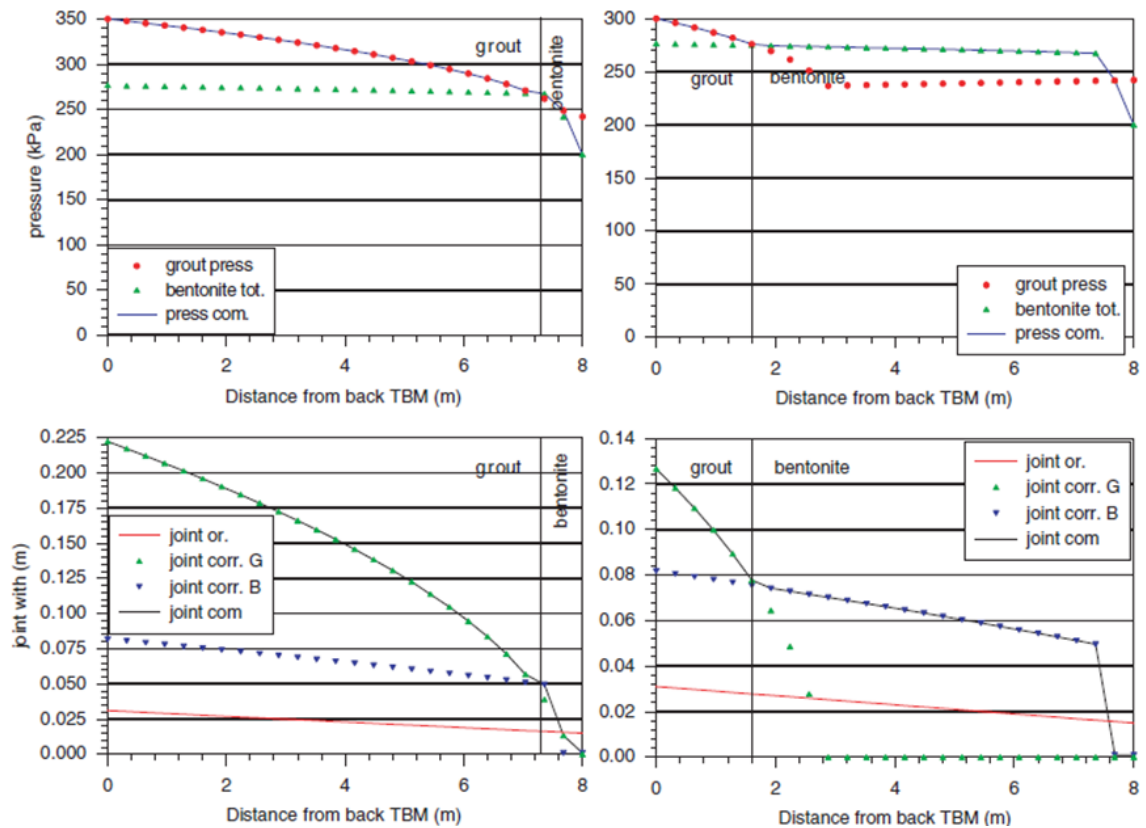 350
300
250
200
150
100
50
0
pressure (kPa)
grout
bentonite
grout press
bentonite tot.
press com.
0 2 4 6 8
Distance from back TBM (m)
300
250
200
150
100
50
0
grout
bentonite
grout press
bentonite tot.
press com.
0 2 4 6 8
Distance from back TBM (m)
0.225
0.200
0.175
0.150
0.125
0.100
0.075
0.050
0.025
0.000
joint with (m)
grout
bentonite
joint or.
joint corr. G
joint corr. B
joint com
0 2 4 6 8
Distance from back TBM (m)
0.14
0.12
0.10
0.08
0.06
0.04
0.02
0.00
grout
bentonite
joint or.
joint corr. G
joint corr. B
joint com
0 2 4 6 8
Distance from back TBM (m)